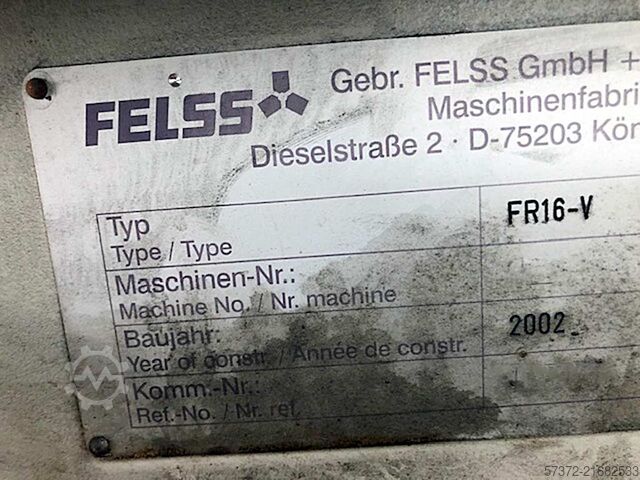 FELSS
Gebr. FELSS GmbH +
Maschinenfabri
Dieselstraße 2 · D-75203 Kön
Typ
Type / Type
FR16-V
Maschinen-Nr.:
Machine No. / Nr. machine
Baujahr:
Year of constr. / Année de constr.
2002
Komm.-Nr.:
Ref.-No. / Nr. ref.
57372-21682533